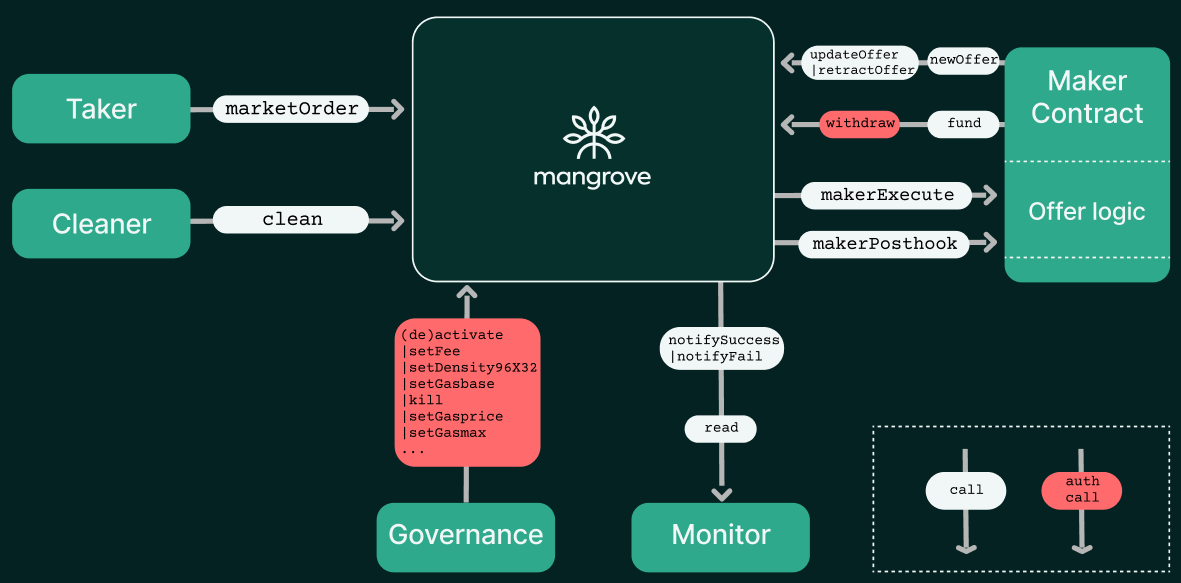 Taker
marketOrder
Cleaner
clean
mangrove
updateOffer
|retractOffer
newOffer
withdraw
fund
makerExecute
makerPosthook
Maker
Contract
Offer logic
(de)activate
|setFee
|setDensity96X32
|setGasbase
|kill
|setGasprice
|setGasmax
...
Governance
notifySuccess
|notifyFail
read
Monitor
call
auth
call